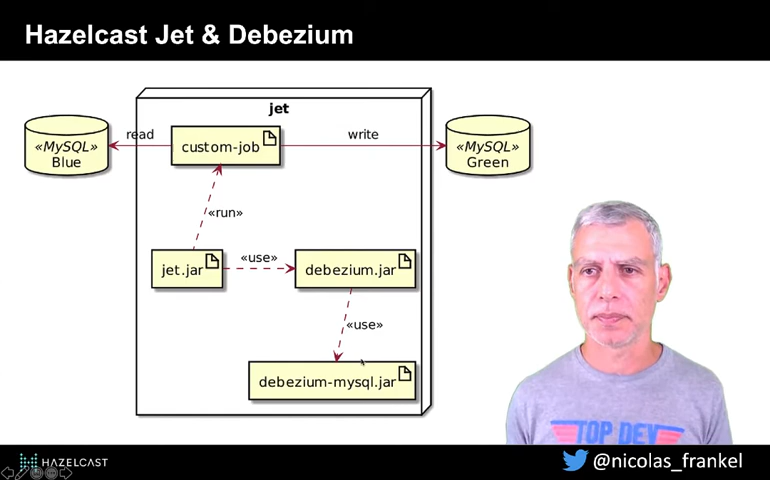 Hazelcast Jet & Debezium
jet
«MySQL»
Blue
read
custom-job
write
«MySQL»
Green
«run»
jet.jar
«use»
debezium.jar
«use»
debezium-mysql.jar
TOP DEV
HAZELCAST
@nicolas_frankel